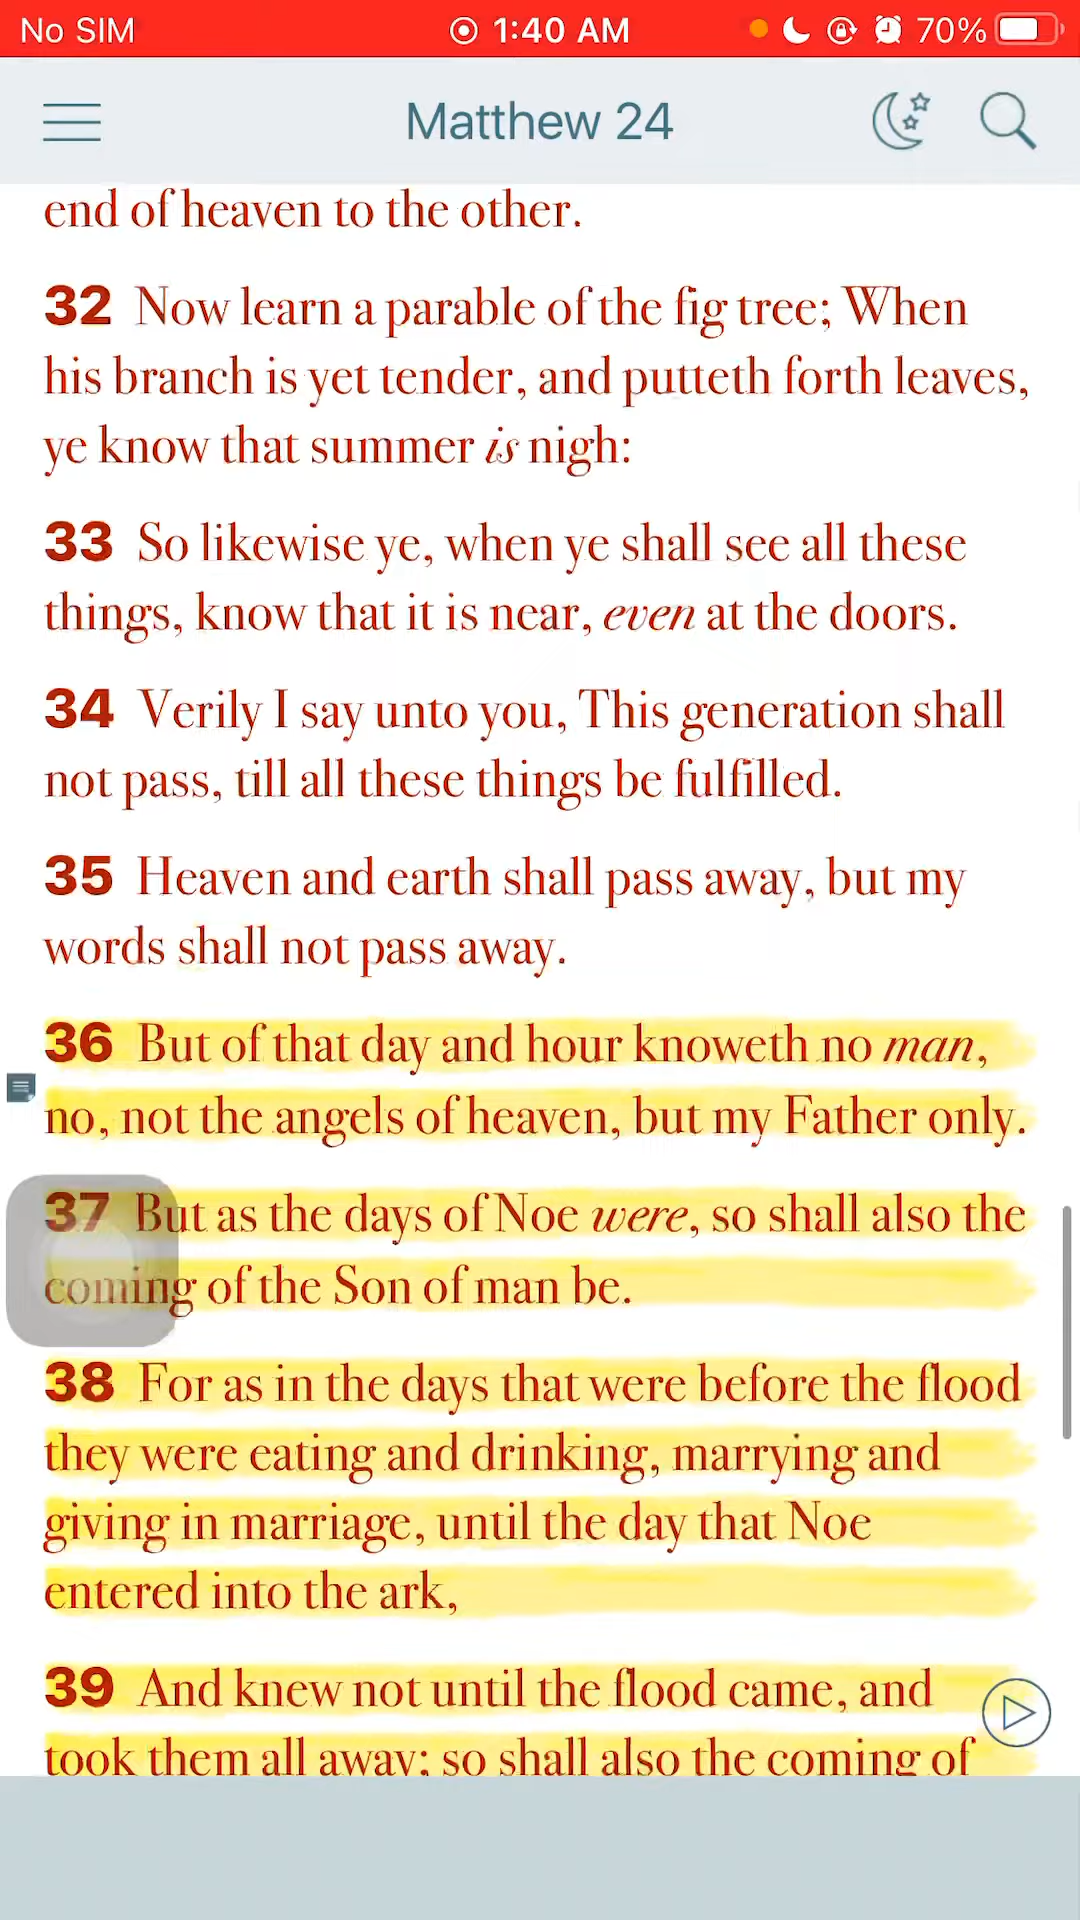 No SIM
1:40 AM
70%
Matthew 24
end of heaven to the other.
32 Now learn a parable of the fig tree; When
his branch is yet tender, and putteth forth leaves,
ye know that summer is nigh:
33 So likewise ye, when ye shall see all these
things, know that it is near, even at the doors.
34 Verily I say unto you, This generation shall
not pass, till all these things be fulfilled.
35 Heaven and earth shall pass away, but my
words shall not pass away.
36 But of that day and hour knoweth no man,
no, not the angels of heaven, but my Father only.
37 But as the days of Noe were, so shall also the
coming of the Son of man be.
38 For as in the days that were before the flood
they were eating and drinking, marrying and
giving in marriage, until the day that Noe
entered into the ark,
39 And knew not until the flood came, and
took them all away; so shall also the coming of